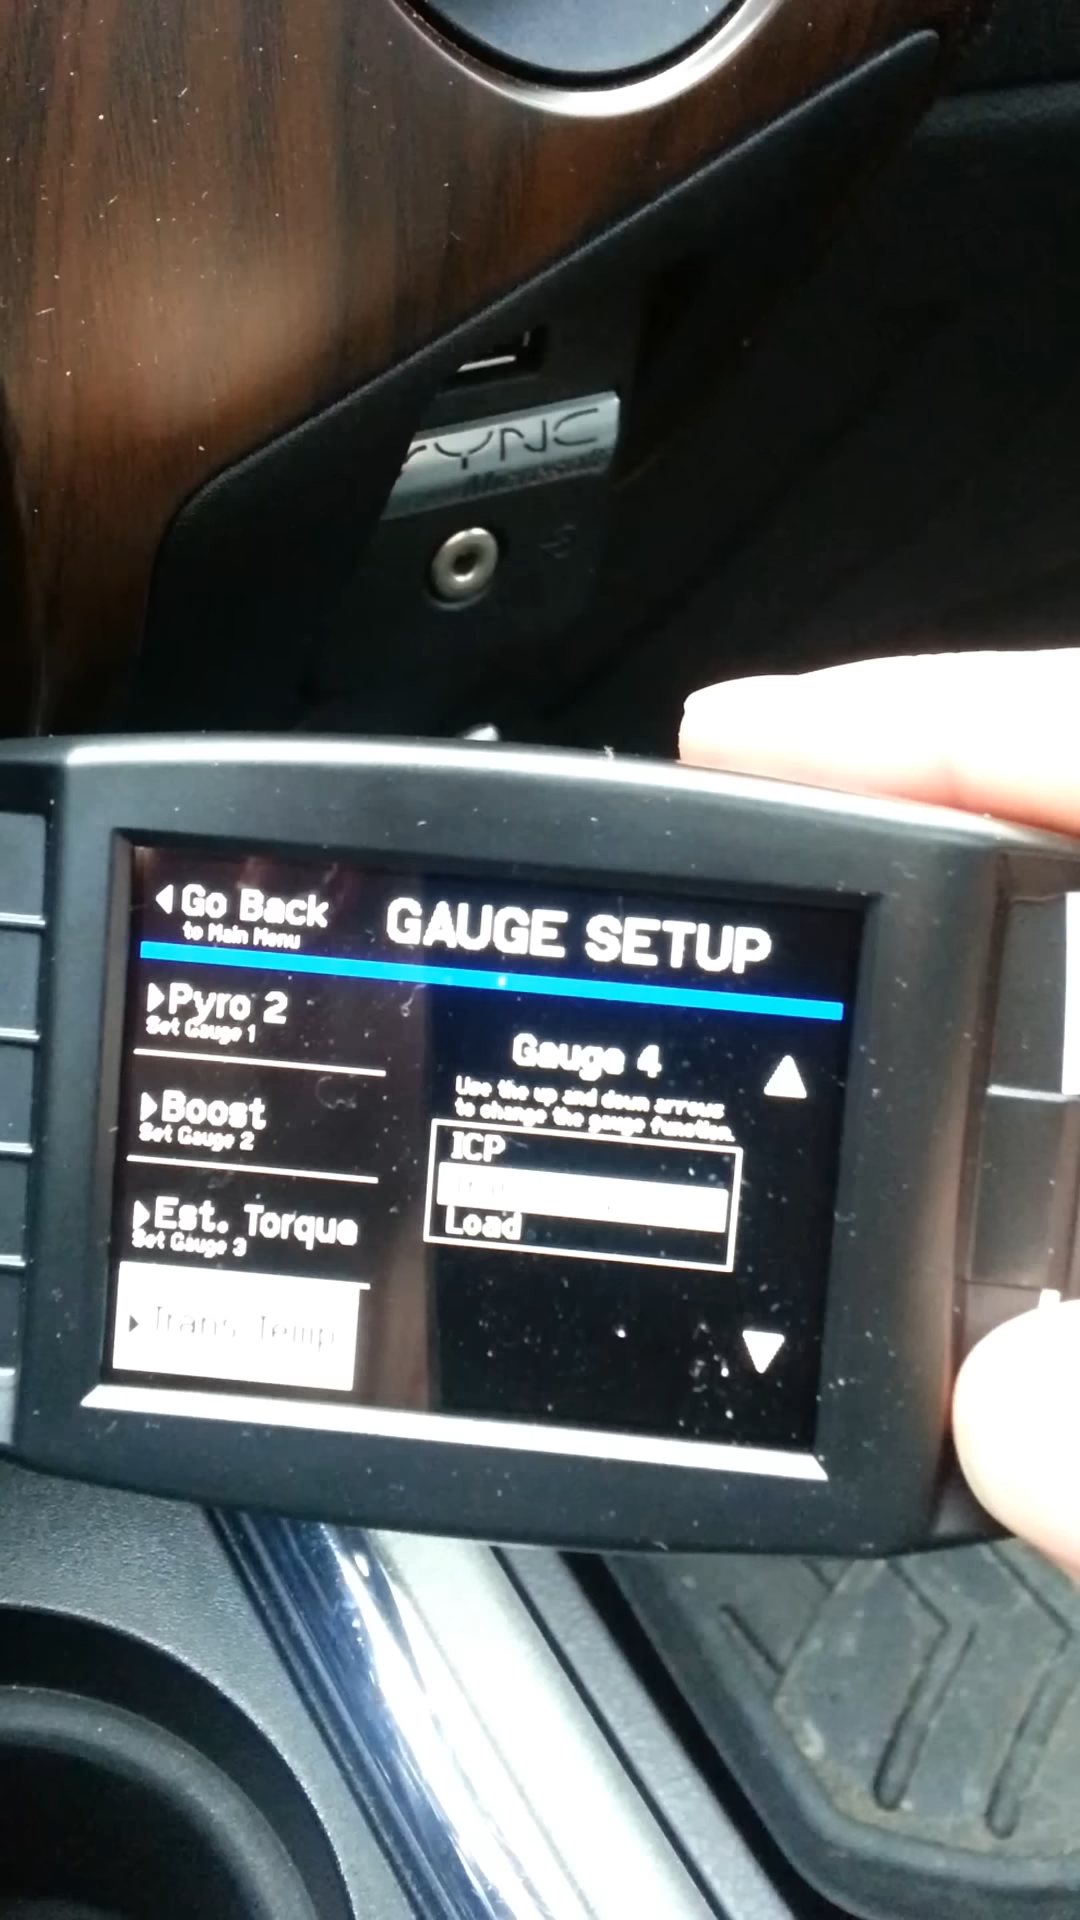 SYNC
Microsoft
Go Back
to Main Menu
GAUGE SETUP
Pyro 2
Set Gauge 1
Boost
Set Gauge 2
Est. Torque
Set Gauge 3
Trans Temp
Gauge 4
Use the up and down arrows
to change the gauge function.
ICP
Load